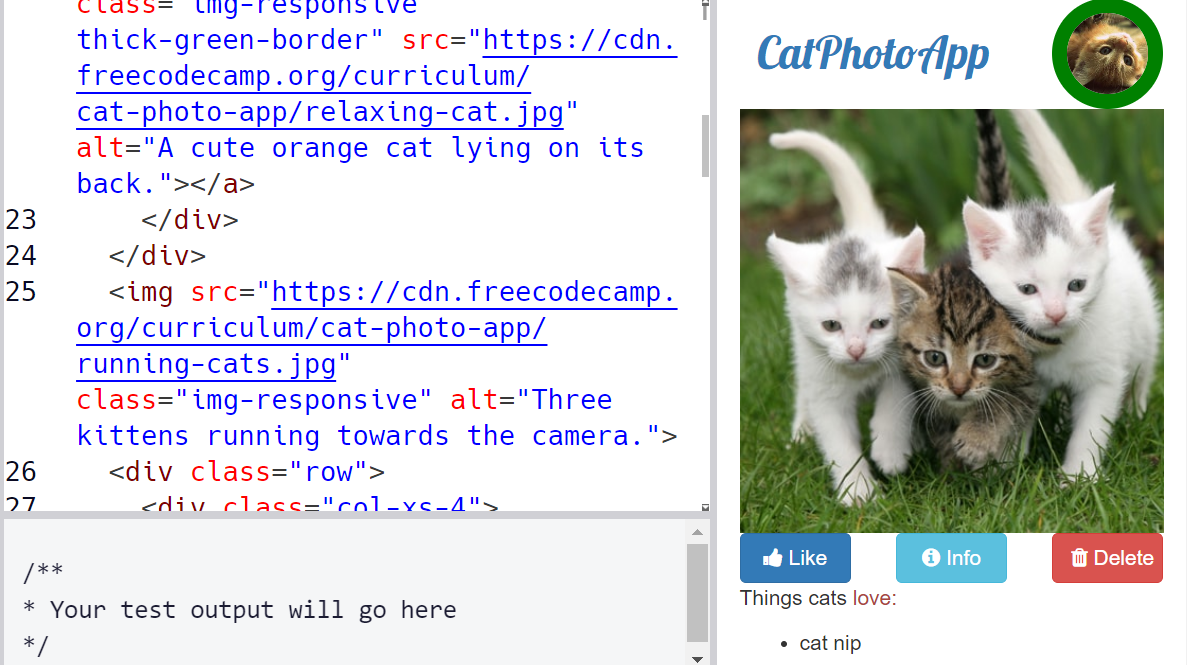 class="img-responsive
thick-green-border" src="https://cdn.
freecodecamp.org/curriculum/
cat-photo-app/relaxing-cat.jpg"
alt="A cute orange cat lying on its
back."></a>
23 </div>
24 </div>
25 <img src="https://cdn.freecodecamp.
org/curriculum/cat-photo-app/
running-cats.jpg"
class="img-responsive" alt="Three
kittens running towards the camera.">
26 <div class="row">
27 <div class="col-xs-4">
/**
* Your test output will go here
*/
CatPhotoApp
Like Info Delete
Things cats love:
• cat nip